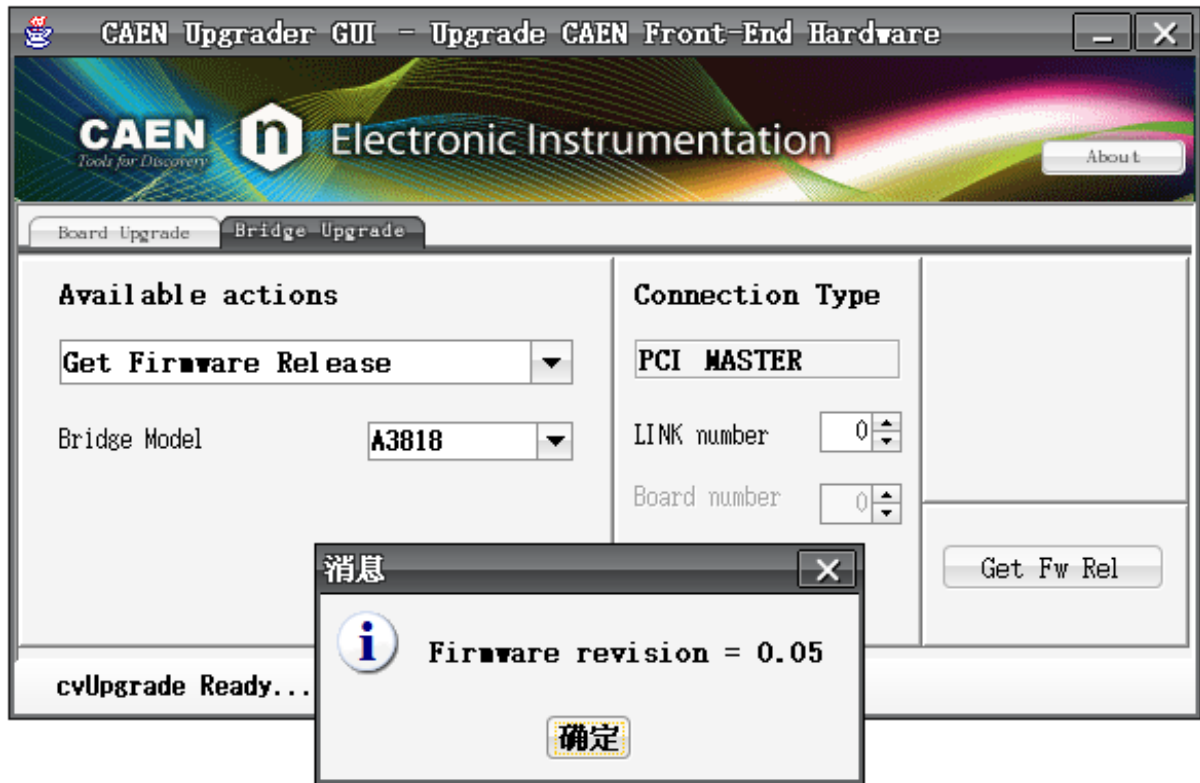 CAEN Upgrader GUI - Upgrade CAEN Front-End Hardware
CAEN n Electronic Instrumentation
Tools for Discovery
About
Board Upgrade Bridge Upgrade
Available actions
Connection Type
Get Firmware Release
PCI MASTER
Bridge Model A3818
LINK number 0
Board number 0
Get Fw Rel
消息
Firmware revision = 0.05
cvUpgrade Ready...
确定